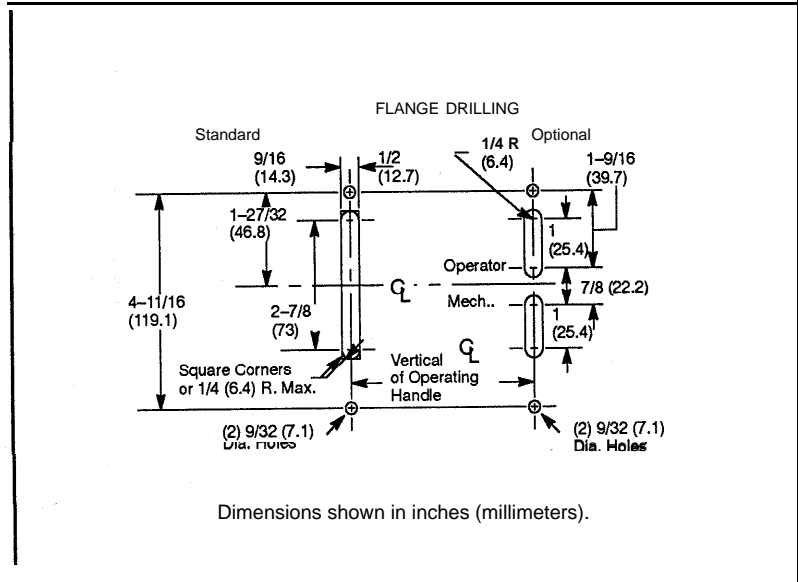 FLANGE DRILLING
Standard
Optional
9/16
(14.3)
1/2
(12.7)
1/4 R
(6.4)
1–9/16
(39.7)
1–27/32
(46.8)
1
(25.4)
Operator
℄
Mech..
7/8 (22.2)
4–11/16
(119.1)
2–7/8
(73)
1
(25.4)
℄
Square Corners
or 1/4 (6.4) R. Max.
Vertical
of Operating
Handle
(2) 9/32 (7.1)
Dia. Holes
(2) 9/32 (7.1)
Dia. Holes
Dimensions shown in inches (millimeters).